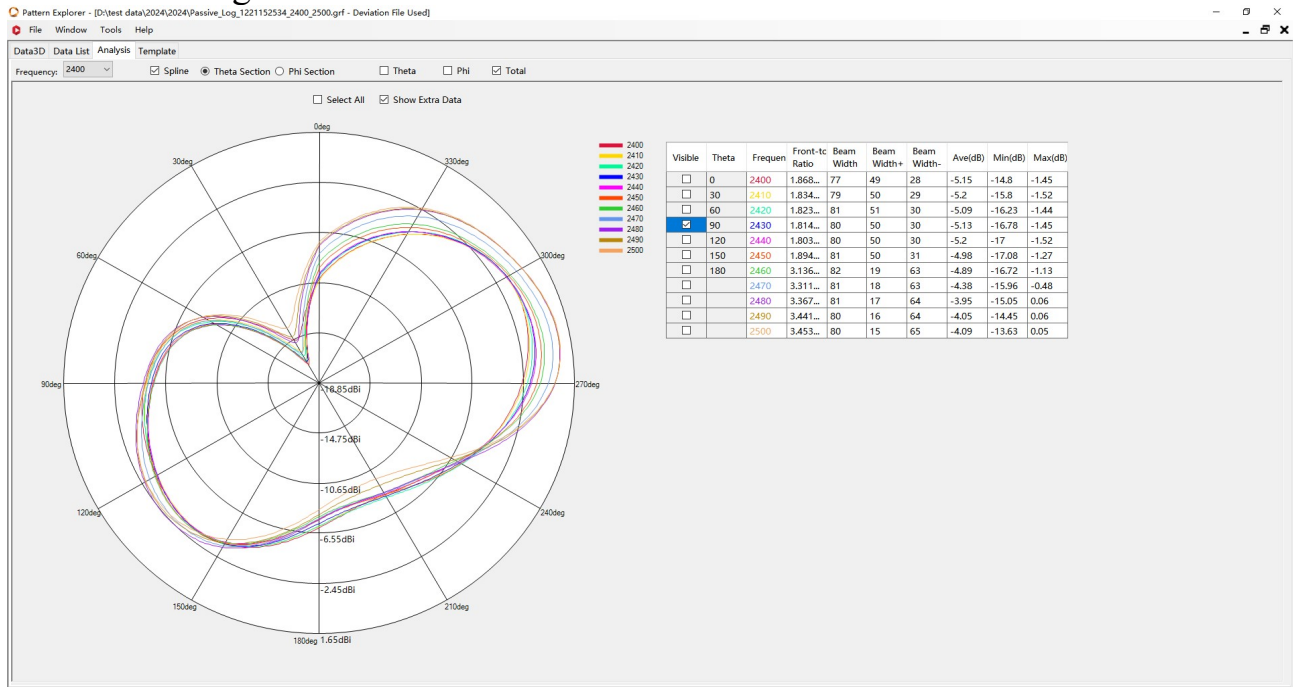 Pattern Explorer - [D:\test data\2024\2024\Passive_Log_1221152534_2400_2500.grf - Deviation File Used]
File Window Tools Help
Data3D Data List Analysis Template
Frequency: 2400 Spline Theta Section Phi Section Theta Phi Total
Select All Show Extra Data
0deg
30deg
330deg
60deg
300deg
90deg
270deg
120deg
240deg
150deg
210deg
180deg
-18.85dBi
-14.75dBi
-10.65dBi
-6.55dBi
-2.45dBi
1.65dBi
2400
2410
2420
2430
2440
2450
2460
2470
2480
2490
2500
Visible Theta Frequen Front-tc Ratio Beam Width Beam Width+ Beam Width- Ave(dB) Min(dB) Max(dB)
0 2400 1.868... 77 49 28 -5.15 -14.8 -1.45
30 2410 1.834... 79 50 29 -5.2 -15.8 -1.52
60 2420 1.823... 81 51 30 -5.09 -16.23 -1.44
90 2430 1.814... 80 50 30 -5.13 -16.78 -1.45
120 2440 1.803... 80 50 30 -5.2 -17 -1.52
150 2450 1.894... 81 50 31 -4.98 -17.08 -1.27
180 2460 3.136... 82 19 63 -4.89 -16.72 -1.13
2470 3.311... 81 18 63 -4.38 -15.96 -0.48
2480 3.367... 81 17 64 -3.95 -15.05 0.06
2490 3.441... 80 16 64 -4.05 -14.45 0.06
2500 3.453... 80 15 65 -4.09 -13.63 0.05